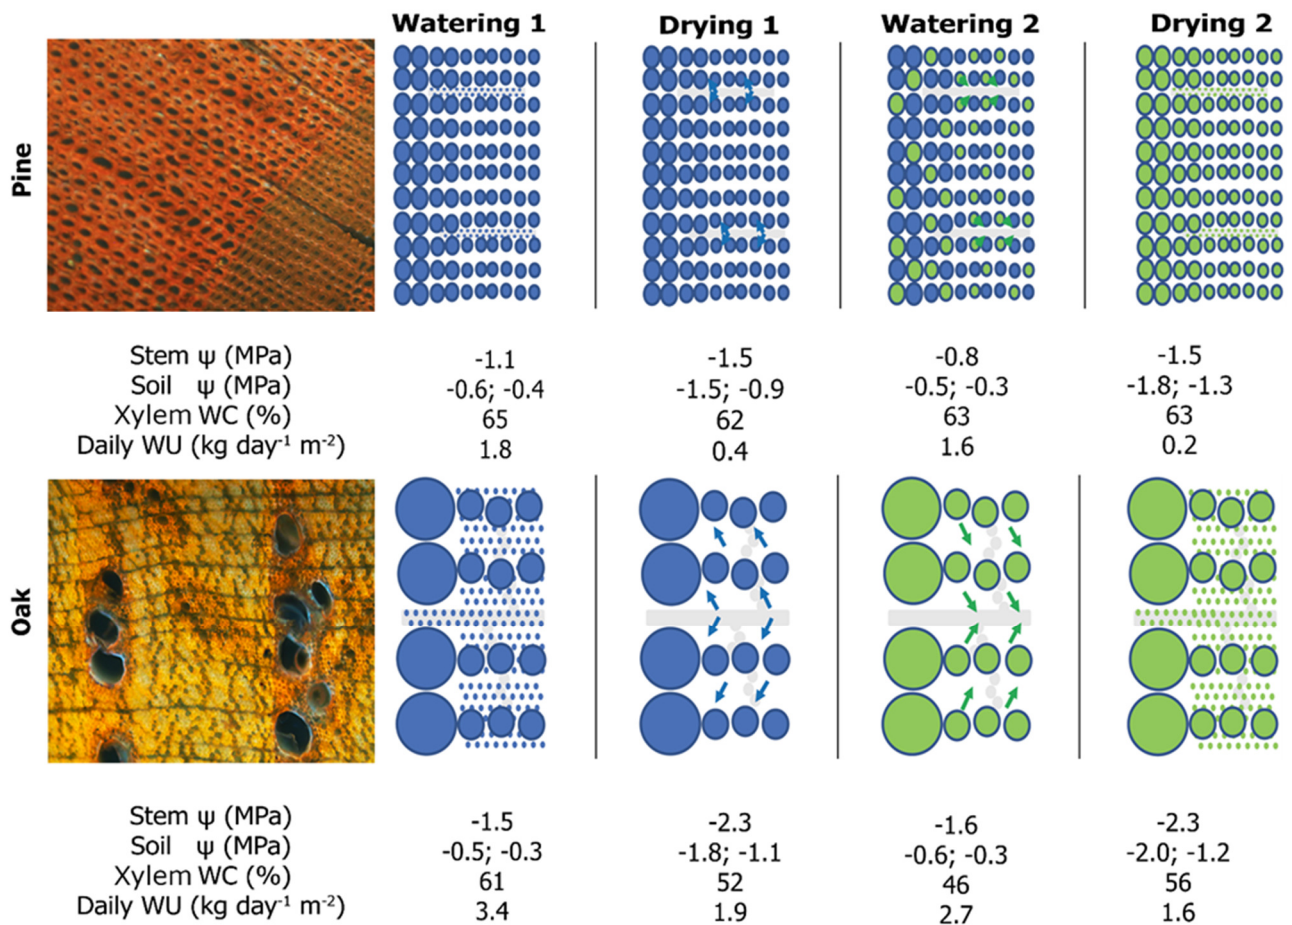 Watering 1 Drying 1 Watering 2 Drying 2
Pine
Stem ψ (MPa) -1.1 -1.5 -0.8 -1.5
Soil ψ (MPa) -0.6; -0.4 -1.5; -0.9 -0.5; -0.3 -1.8; -1.3
Xylem WC (%) 65 62 63 63
Daily WU (kg day-1 m-2) 1.8 0.4 1.6 0.2
Oak
Stem ψ (MPa) -1.5 -2.3 -1.6 -2.3
Soil ψ (MPa) -0.5; -0.3 -1.8; -1.1 -0.6; -0.3 -2.0; -1.2
Xylem WC (%) 61 52 46 56
Daily WU (kg day-1 m-2) 3.4 1.9 2.7 1.6